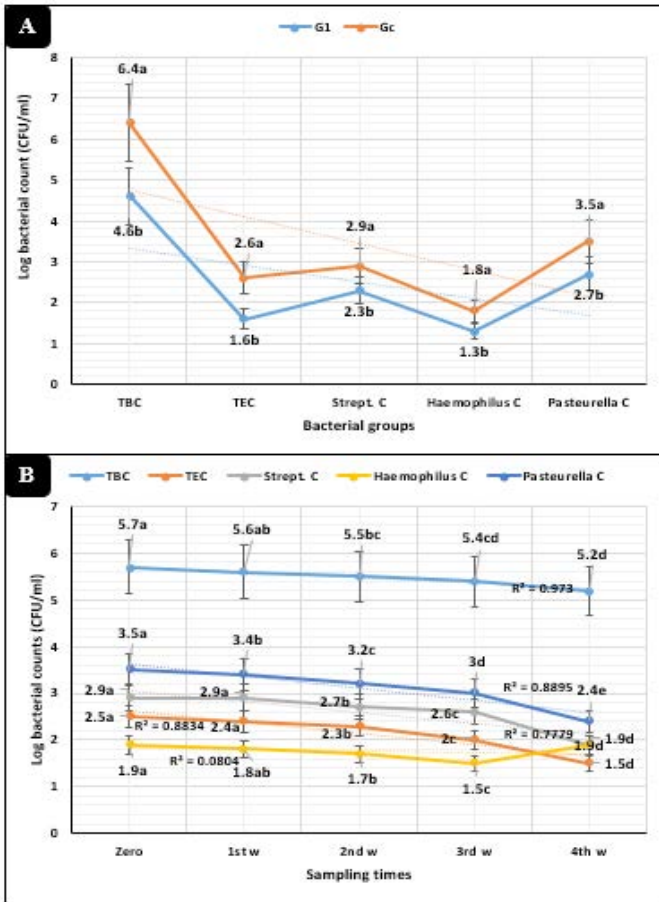 A
G1 Gc
Log bacterial count (CFU/ml)
8
7
6
5
4
3
2
1
0
6.4a
4.6b
2.6a
1.6b
2.9a
2.3b
1.8a
1.3b
3.5a
2.7b
TBC TEC Strept. C Haemophilus C Pasteurella C
Bacterial groups
B
TBC TEC Strept. C Haemophilus C Pasteurella C
Log bacterial counts (CFU/ml)
7
6
5
4
3
2
1
0
5.7a
5.6ab
5.5bc
5.4cd
5.2d
R² = 0.973
3.5a
3.4b
3.2c
3d
2.4e
R² = 0.8895
2.9a
2.9a
2.7b
2.6c
1.9d
R² = 0.7779
2.5a
2.4a
2.3b
2c
1.5d
R² = 0.8834
1.9a
1.8ab
1.7b
1.5c
1.9d
R² = 0.0804
Zero 1st w 2nd w 3rd w 4th w
Sampling times